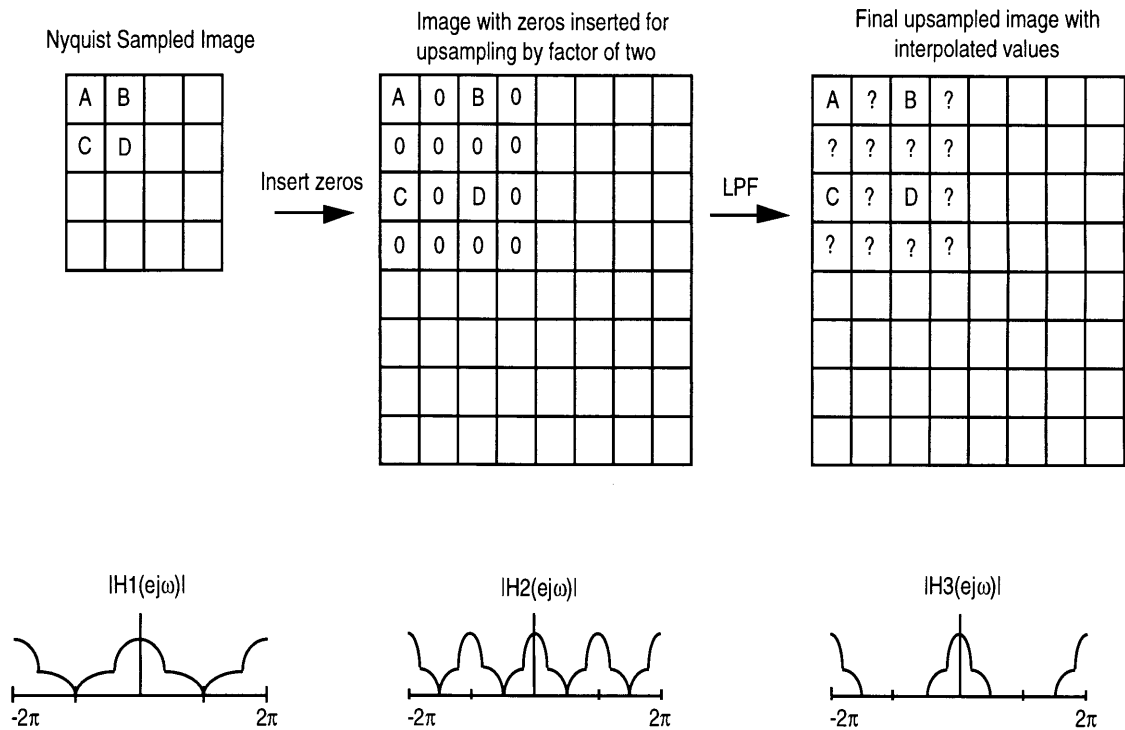 Nyquist Sampled Image
Image with zeros inserted for
upsampling by factor of two
Final upsampled image with
interpolated values
A B
C D
Insert zeros
A 0 B 0
0 0 0 0
C 0 D 0
0 0 0 0
LPF
A ? B ?
? ? ? ?
C ? D ?
? ? ? ?
|H1(ejω)|
-2π 2π
|H2(ejω)|
-2π 2π
|H3(ejω)|
-2π 2π